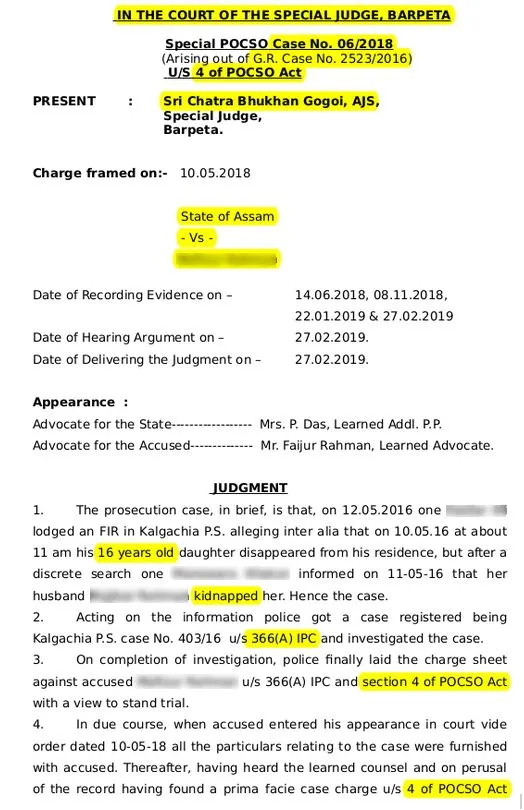 IN THE COURT OF THE SPECIAL JUDGE, BARPETA
Special POCSO Case No. 06/2018
(Arising out of G.R. Case No. 2523/2016)
U/S 4 of POCSO Act
PRESENT : Sri Chatra Bhukhan Gogoi, AJS,
Special Judge,
Barpeta.
Charge framed on:- 10.05.2018
State of Assam
- Vs -
Date of Recording Evidence on – 14.06.2018, 08.11.2018,
22.01.2019 & 27.02.2019
Date of Hearing Argument on – 27.02.2019.
Date of Delivering the Judgment on – 27.02.2019.
Appearance :
Advocate for the State------------------ Mrs. P. Das, Learned Addl. P.P.
Advocate for the Accused-------------- Mr. Faijur Rahman, Learned Advocate.
JUDGMENT
1. The prosecution case, in brief, is that, on 12.05.2016 one
lodged an FIR in Kalgachia P.S. alleging inter alia that on 10.05.16 at about
11 am his 16 years old daughter disappeared from his residence, but after a
discrete search one informed on 11-05-16 that her
husband kidnapped her. Hence the case.
2. Acting on the information police got a case registered being
Kalgachia P.S. case No. 403/16 u/s 366(A) IPC and investigated the case.
3. On completion of investigation, police finally laid the charge sheet
against accused u/s 366(A) IPC and section 4 of POCSO Act
with a view to stand trial.
4. In due course, when accused entered his appearance in court vide
order dated 10-05-18 all the particulars relating to the case were furnished
with accused. Thereafter, having heard the learned counsel and on perusal
of the record having found a prima facie case charge u/s 4 of POCSO Act